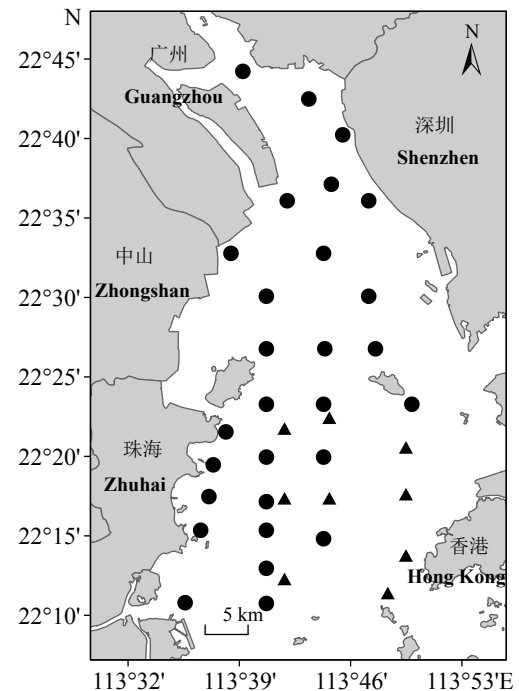 N
22°45'
22°40'
22°35'
22°30'
22°25'
22°20'
22°15'
22°10'
广州
Guangzhou
N
深圳
Shenzhen
中山
Zhongshan
珠海
Zhuhai
香港
Hong Kong
5 km
113°32' 113°39' 113°46' 113°53'E